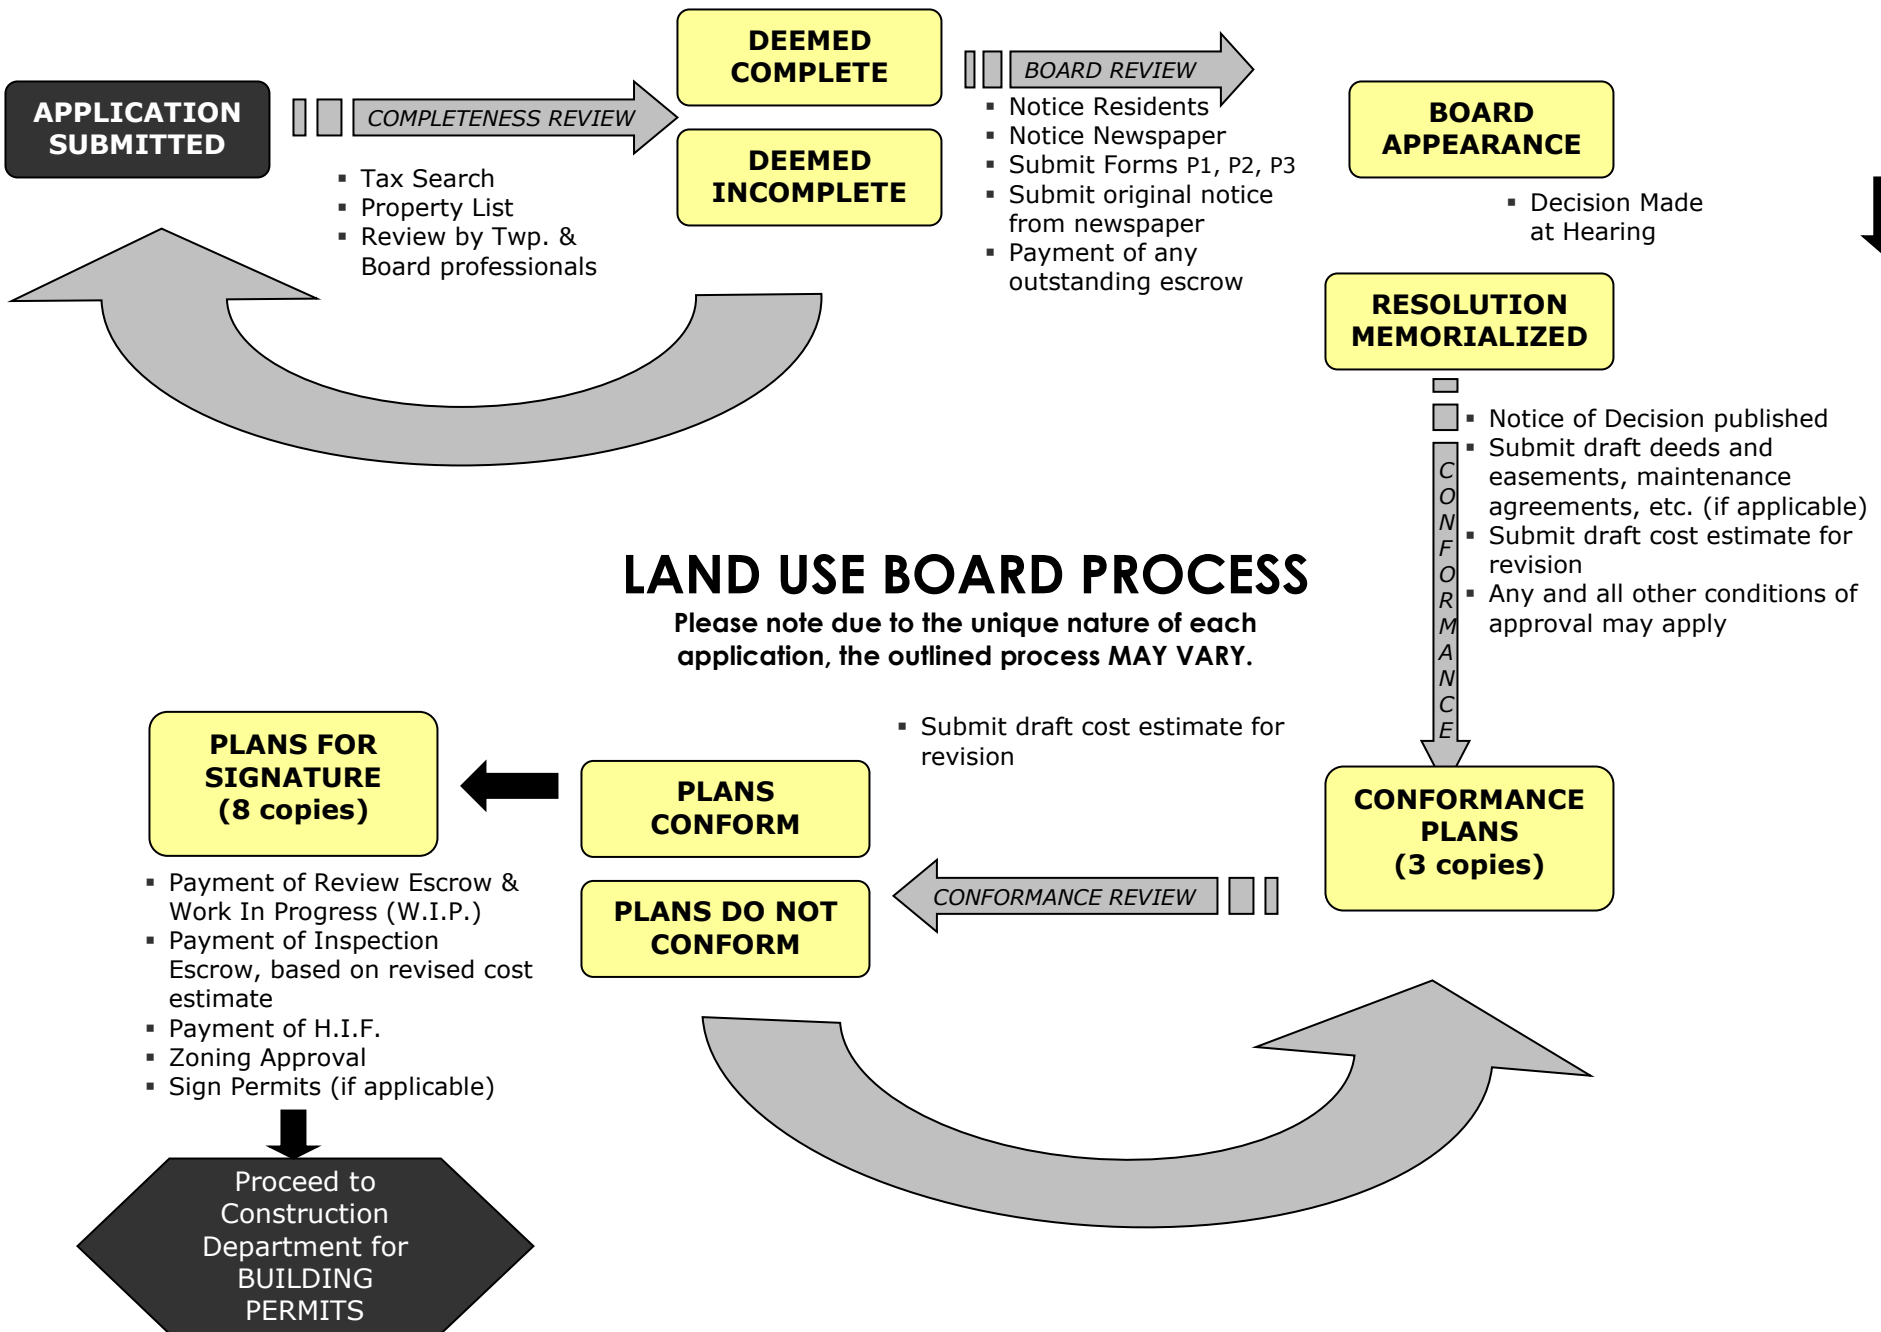 APPLICATION
SUBMITTED
COMPLETENESS REVIEW
▪ Tax Search
▪ Property List
▪ Review by Twp. &
Board professionals
DEEMED
COMPLETE
DEEMED
INCOMPLETE
BOARD REVIEW
▪ Notice Residents
▪ Notice Newspaper
▪ Submit Forms P1, P2, P3
▪ Submit original notice
from newspaper
▪ Payment of any
outstanding escrow
BOARD
APPEARANCE
▪ Decision Made
at Hearing
RESOLUTION
MEMORIALIZED
CONFORMANCE
▪ Notice of Decision published
▪ Submit draft deeds and
easements, maintenance
agreements, etc. (if applicable)
▪ Submit draft cost estimate for
revision
▪ Any and all other conditions of
approval may apply
LAND USE BOARD PROCESS
Please note due to the unique nature of each
application, the outlined process MAY VARY.
CONFORMANCE
PLANS
(3 copies)
CONFORMANCE REVIEW
▪ Submit draft cost estimate for
revision
PLANS
CONFORM
PLANS DO NOT
CONFORM
PLANS FOR
SIGNATURE
(8 copies)
▪ Payment of Review Escrow &
Work In Progress (W.I.P.)
▪ Payment of Inspection
Escrow, based on revised cost
estimate
▪ Payment of H.I.F.
▪ Zoning Approval
▪ Sign Permits (if applicable)
Proceed to
Construction
Department for
BUILDING
PERMITS